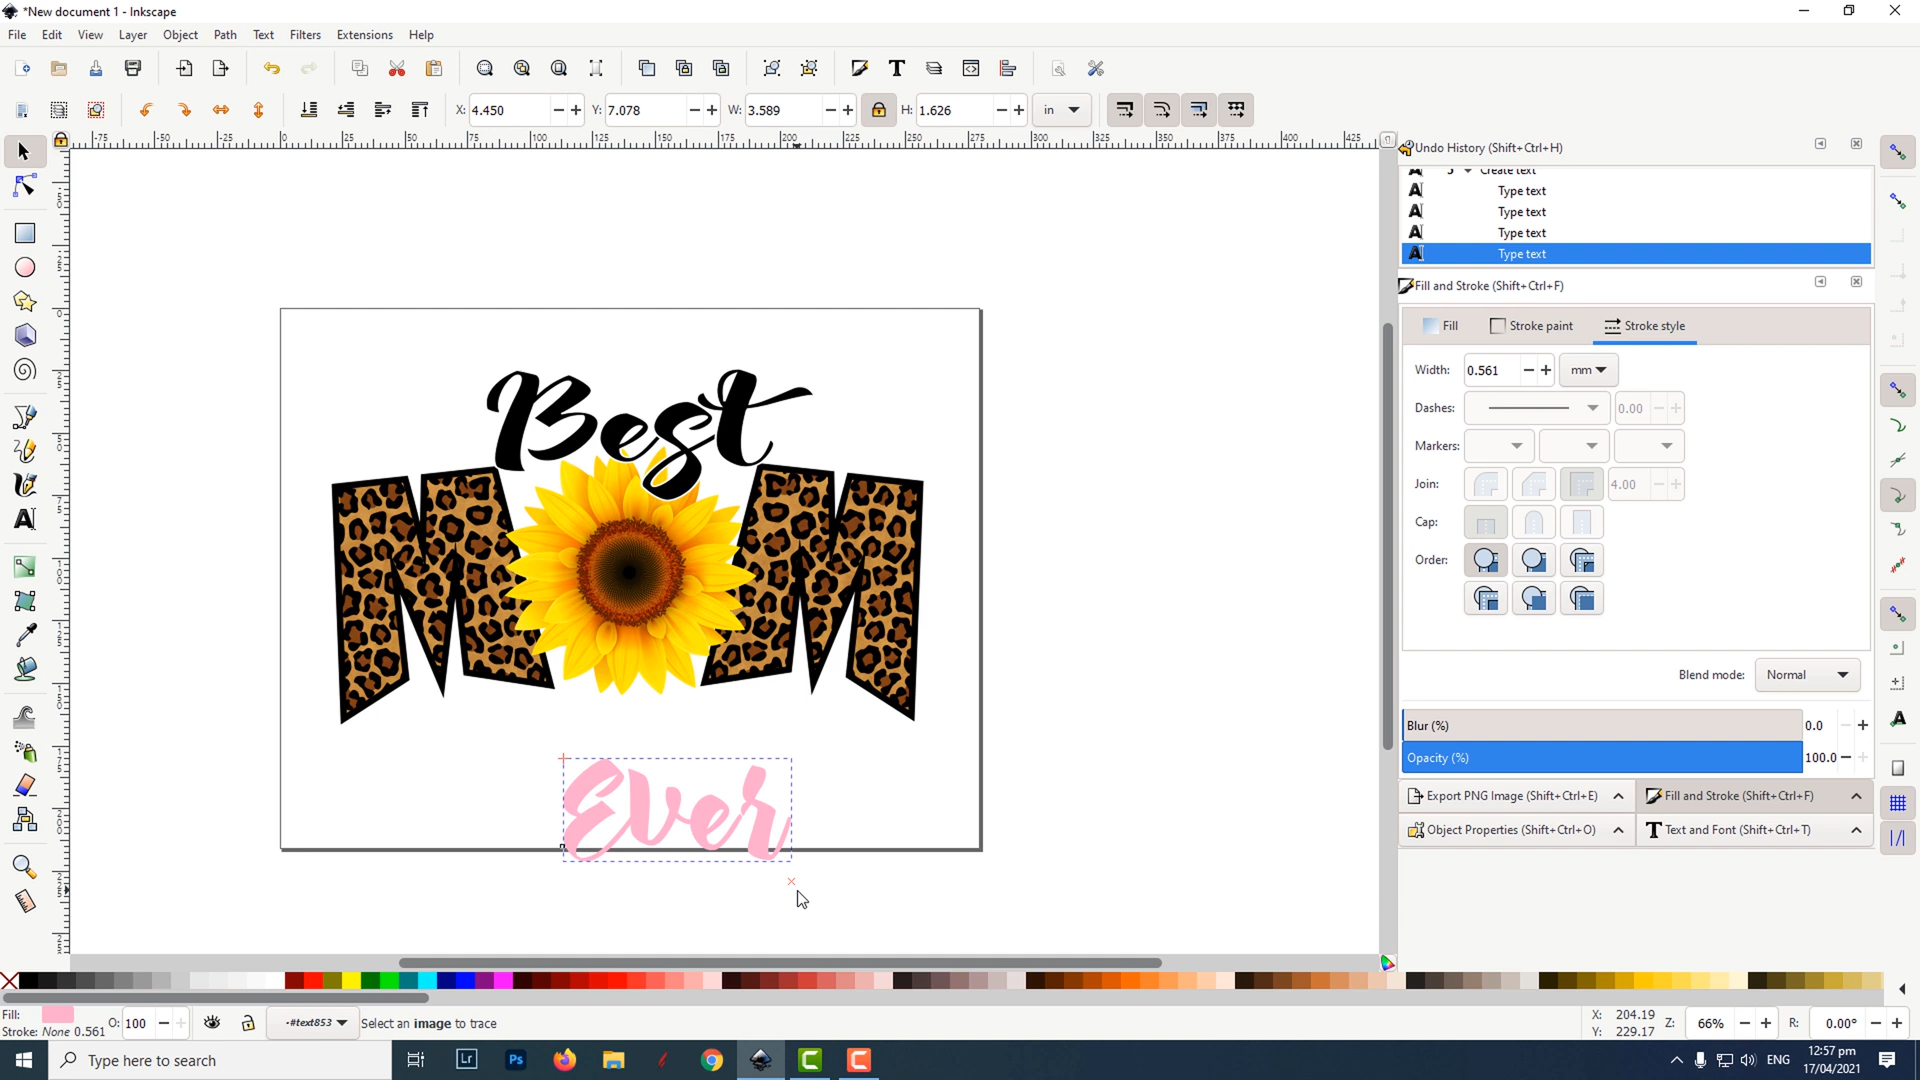 *New document 1 - Inkscape
File Edit View Layer Object Path Text Filters Extensions Help
X: 4.450 Y: 7.078 W: 3.589 H: 1.626 in
Undo History (Shift+Ctrl+H)
5 Create text
Type text
Type text
Type text
Type text
Fill and Stroke (Shift+Ctrl+F)
Fill Stroke paint Stroke style
Width: 0.561 mm
Dashes: 0.00
Markers:
Join: 4.00
Cap:
Order:
Blend mode: Normal
Blur (%) 0.0
Opacity (%) 100.0
Export PNG Image (Shift+Ctrl+E) Fill and Stroke (Shift+Ctrl+F)
Object Properties (Shift+Ctrl+O) Text and Font (Shift+Ctrl+T)
Best
M M
Ever
Fill:
Stroke: None 0.561 O: 100 #text853 Select an image to trace
X: 204.19
Y: 229.17
Z: 66% R: 0.00°
Type here to search
Lr Ps
ENG
12:57 pm
17/04/2021